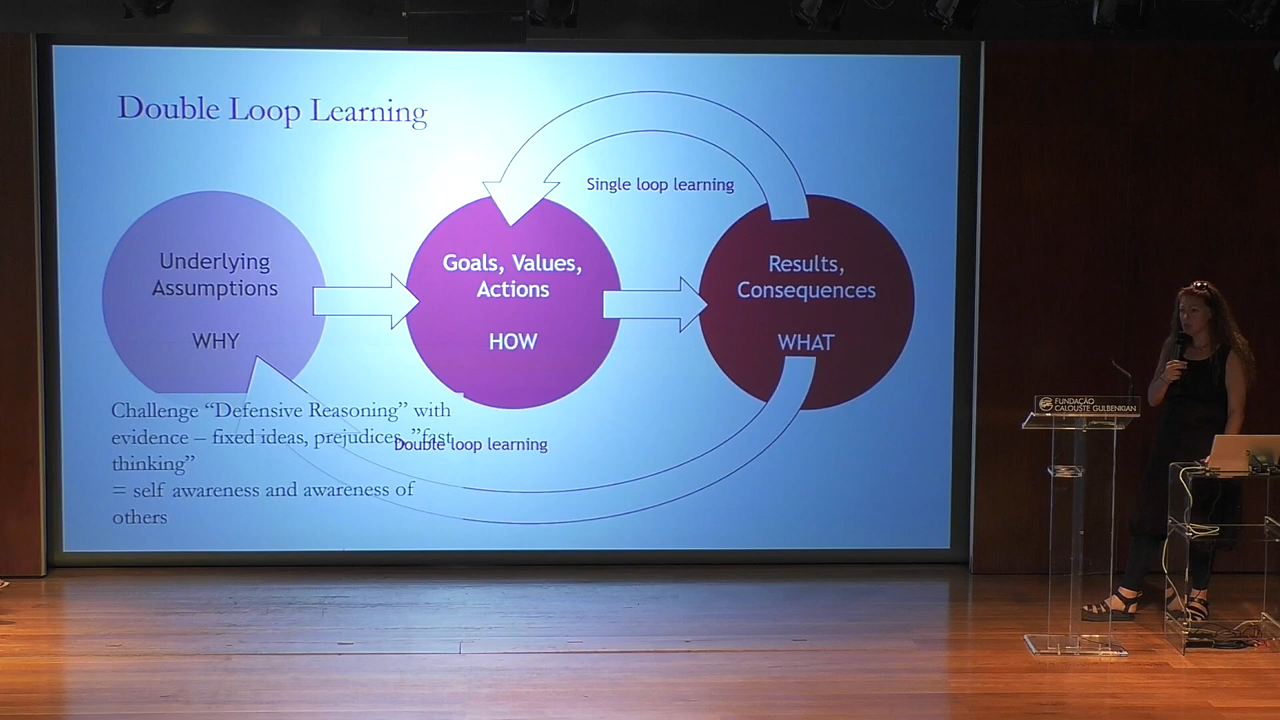 Double Loop Learning
Single loop learning
Underlying
Assumptions
WHY
Goals, Values,
Actions
HOW
Results,
Consequences
WHAT
Challenge “Defensive Reasoning” with
evidence – fixed ideas, prejudices, ”fast
thinking”
= self awareness and awareness of
others
Double loop learning
FUNDAÇÃO
CALOUSTE GULBENKIAN